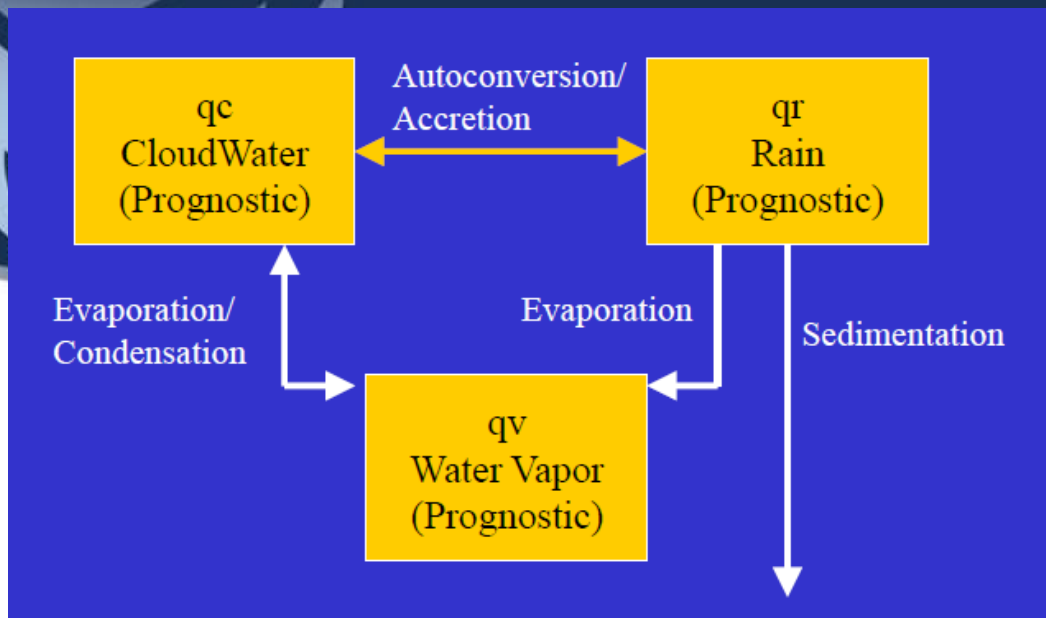 qc
CloudWater
(Prognostic)
Autoconversion/
Accretion
qr
Rain
(Prognostic)
Evaporation/
Condensation
Evaporation
Sedimentation
qv
Water Vapor
(Prognostic)